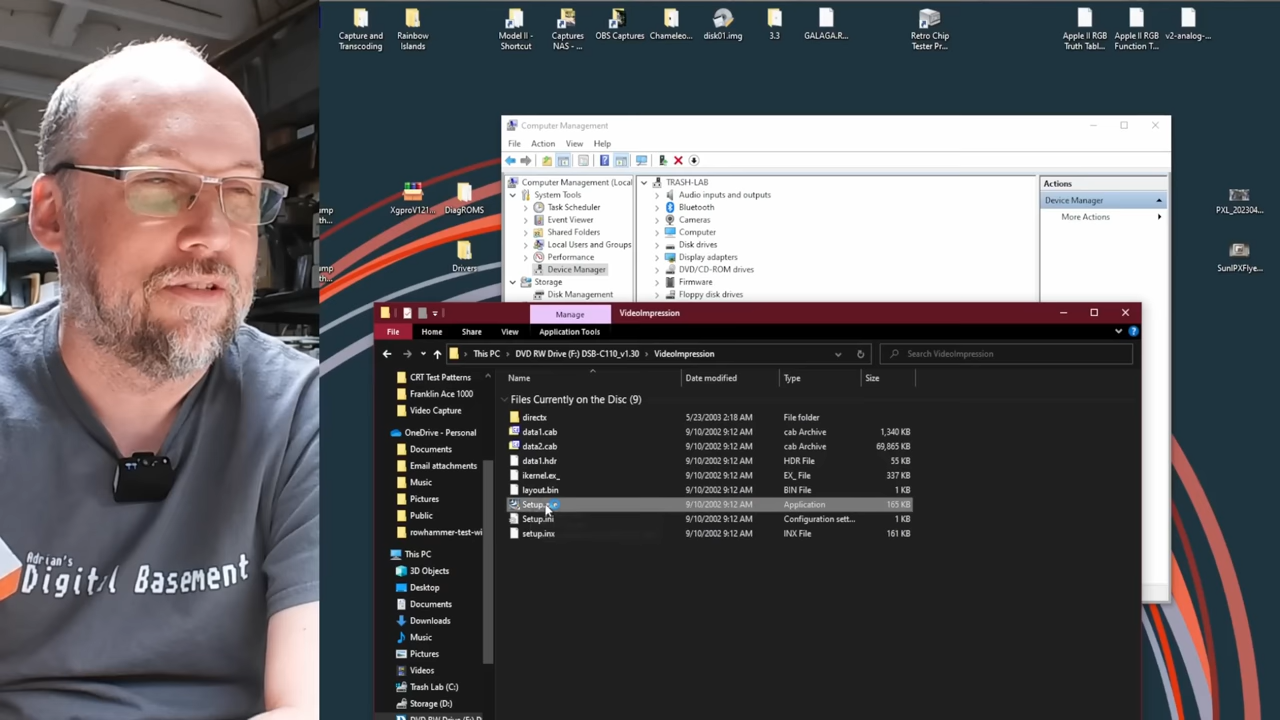 Capture and
Transcoding
Rainbow
Islands
Model II -
Shortcut
Captures
NAS - ...
OBS Captures
Chameleo...
disk01.img
3.3
GALAGA.R...
Retro Chip
Tester Pr...
Apple II RGB
Truth Tabl...
Apple II RGB
Function T...
v2-analog-...
Computer Management
File Action View Help
Computer Management (Local
System Tools
Task Scheduler
Event Viewer
Shared Folders
Local Users and Groups
Performance
Device Manager
Storage
Disk Management
TRASH-LAB
Audio inputs and outputs
Bluetooth
Cameras
Computer
Disk drives
Display adapters
DVD/CD-ROM drives
Firmware
Floppy disk drives
Actions
Device Manager
More Actions
XgproV121...
DiagROMS
Drivers
PXL_202304...
SunIPXFlye...
Manage
VideoImpression
File Home Share View Application Tools
This PC > DVD RW Drive (F:) DSB-C110_v1.30 > VideoImpression
Search VideoImpression
Name Date modified Type Size
Files Currently on the Disc (9)
directx 5/23/2003 2:18 AM File folder
data1.cab 9/10/2002 9:12 AM cab Archive 1,340 KB
data2.cab 9/10/2002 9:12 AM cab Archive 69,865 KB
data1.hdr 9/10/2002 9:12 AM HDR File 55 KB
ikernel.ex_ 9/10/2002 9:12 AM EX_ File 337 KB
layout.bin 9/10/2002 9:12 AM BIN File 1 KB
Setup.exe 9/10/2002 9:12 AM Application 165 KB
Setup.ini 9/10/2002 9:12 AM Configuration sett... 1 KB
setup.inx 9/10/2002 9:12 AM INX File 161 KB
CRT Test Patterns
Franklin Ace 1000
Video Capture
OneDrive - Personal
Documents
Email attachments
Music
Pictures
Public
rowhammer-test-wi
This PC
3D Objects
Desktop
Documents
Downloads
Music
Pictures
Videos
Trash Lab (C:)
Storage (D:)
DVD RW Drive (F:) D
Adrian's
Digital Basement